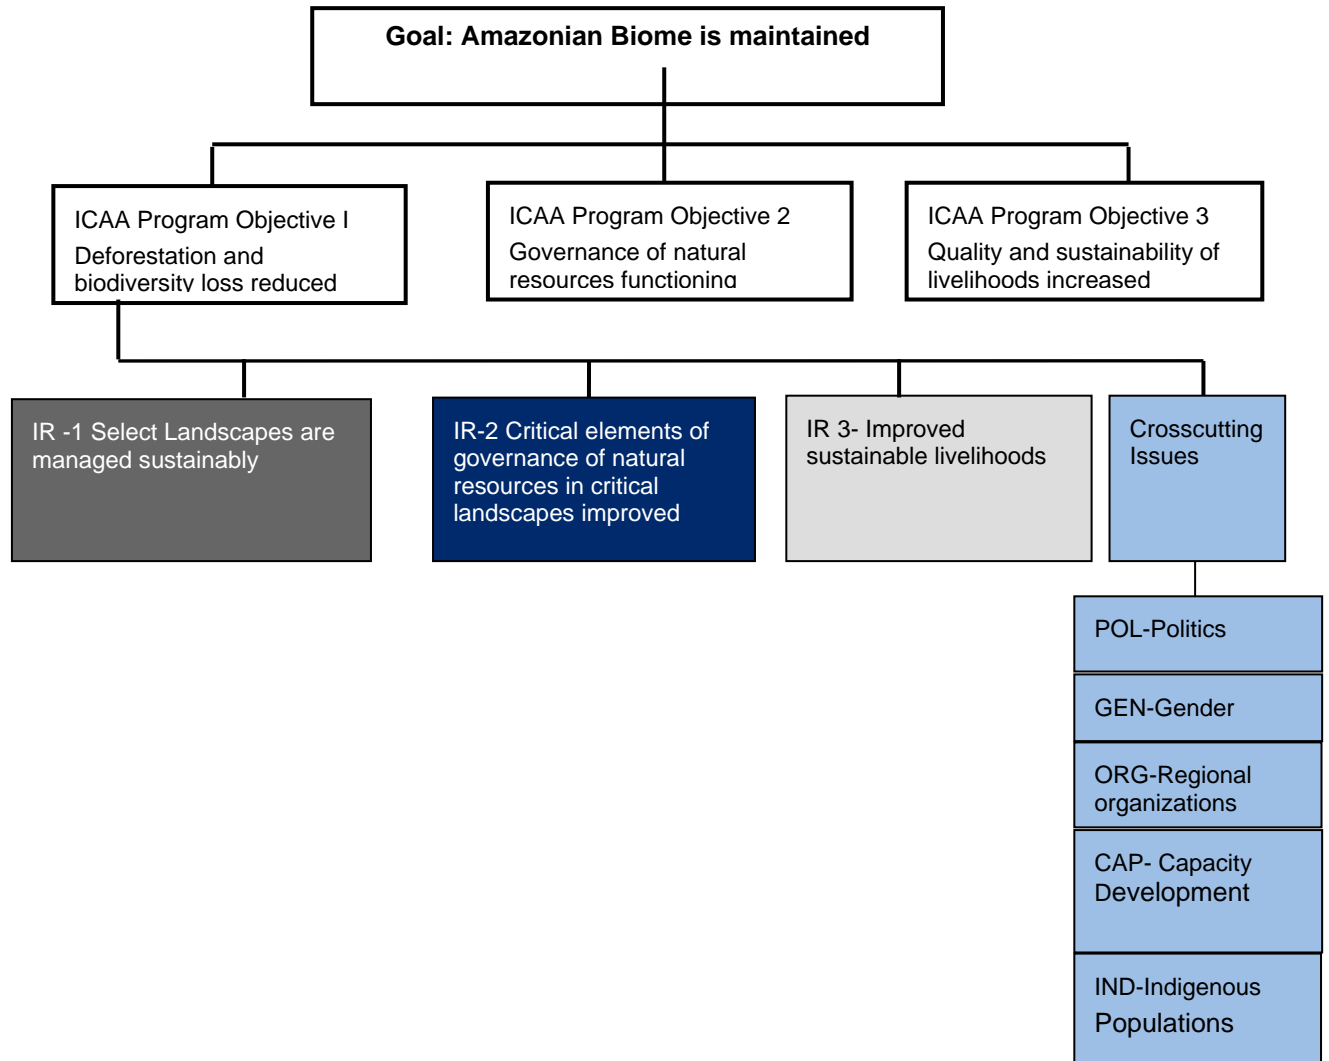 Goal: Amazonian Biome is maintained
ICAA Program Objective I
Deforestation and
biodiversity loss reduced
ICAA Program Objective 2
Governance of natural
resources functioning
ICAA Program Objective 3
Quality and sustainability of
livelihoods increased
IR -1 Select Landscapes are
managed sustainably
IR-2 Critical elements of
governance of natural
resources in critical
landscapes improved
IR 3- Improved
sustainable livelihoods
Crosscutting
Issues
POL-Politics
GEN-Gender
ORG-Regional
organizations
CAP- Capacity
Development
IND-Indigenous
Populations